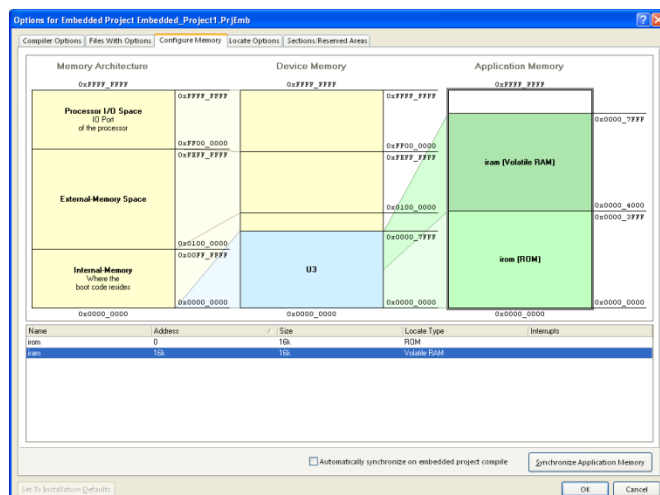 Options for Embedded Project Embedded_Project1.PrjEmb
Compiler Options Files With Options Configure Memory Locate Options Sections/Reserved Areas
Memory Architecture Device Memory Application Memory
0xFFFF_FFFF 0xFFFF_FFFF 0xFFFF_FFFF
0xFFFF_FFFF 0xFFFF_FFFF
Processor I/O Space
IO Port
of the processor
0x0000_7FFF
0xFF00_0000 0xFF00_0000
0xFEFF_FFFF 0xFEFF_FFFF
iram (Volatile RAM)
External-Memory Space
0x0100_0000 0x0000_4000
0x0000_3FFF
0x0000_7FFF
0x0100_0000
0x00FF_FFFF
irom (ROM)
Internal-Memory
Where the
boot code resides
U3
0x0000_0000 0x0000_0000 0x0000_0000
0x0000_0000 0x0000_0000 0x0000_0000
Name Address Size Locate Type Interrupts
irom 0 16k ROM
iram 16k 16k Volatile RAM
Automatically synchronize on embedded project compile Synchronize Application Memory
Set To Installation Defaults OK Cancel